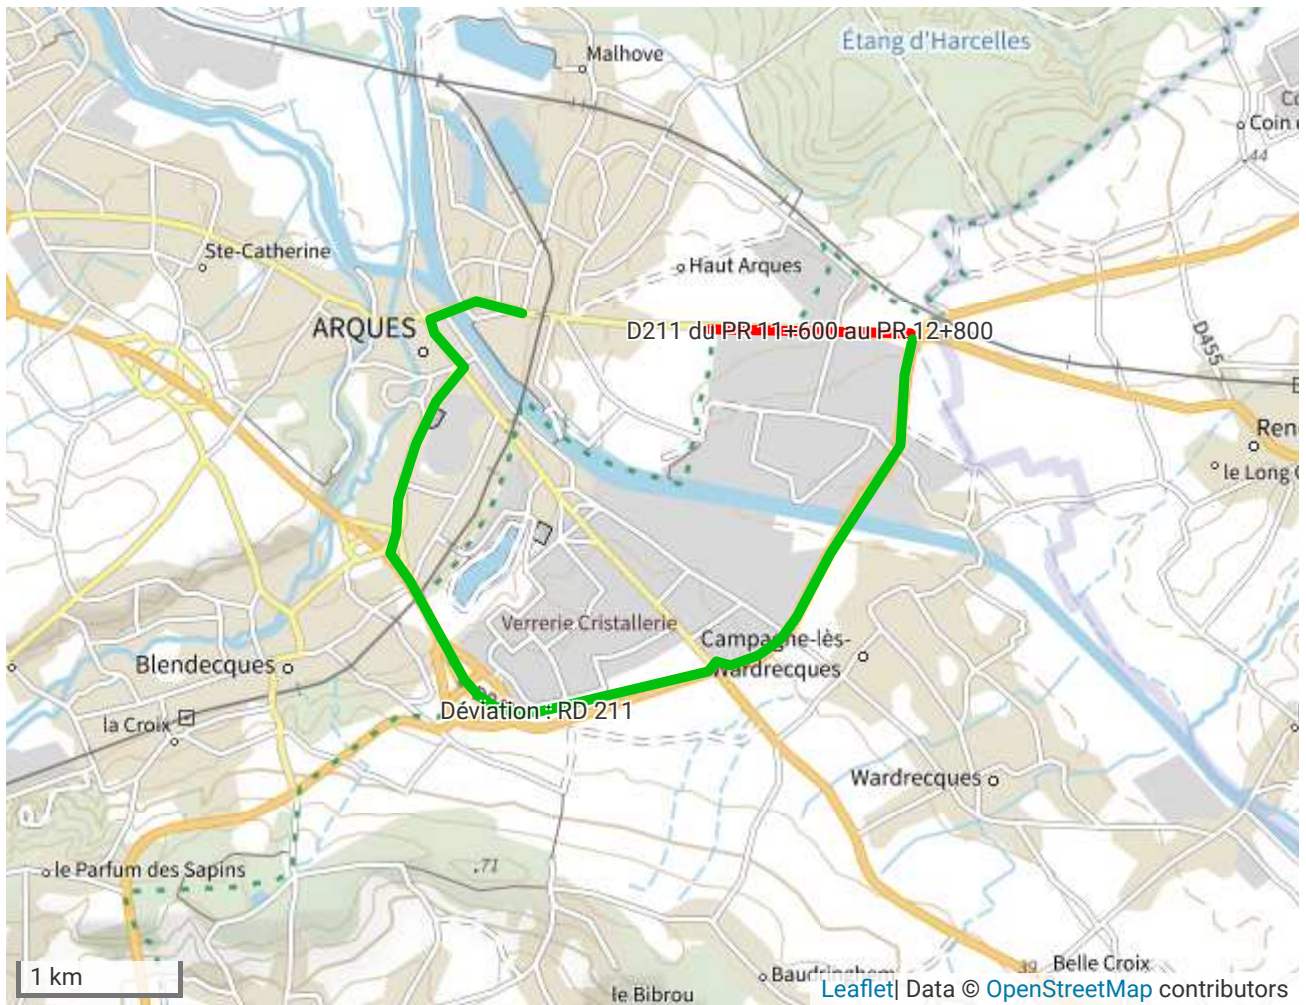 Malhove
Étang d'Harcelles
Coin
44
Ste-Catherine
Haut Arques
ARQUES
D211 du PR 11+600 au PR 12+800
D455
le Long
Verrerie Cristallerie
Campagne-lès-
Wardrecques
Blendecques
Déviation : RD 211
la Croix
Wardrecques
le Parfum des Sapins
71
39
Belle Croix
1 km
Baudringhem
le Bibrou
Leaflet | Data © OpenStreetMap contributors